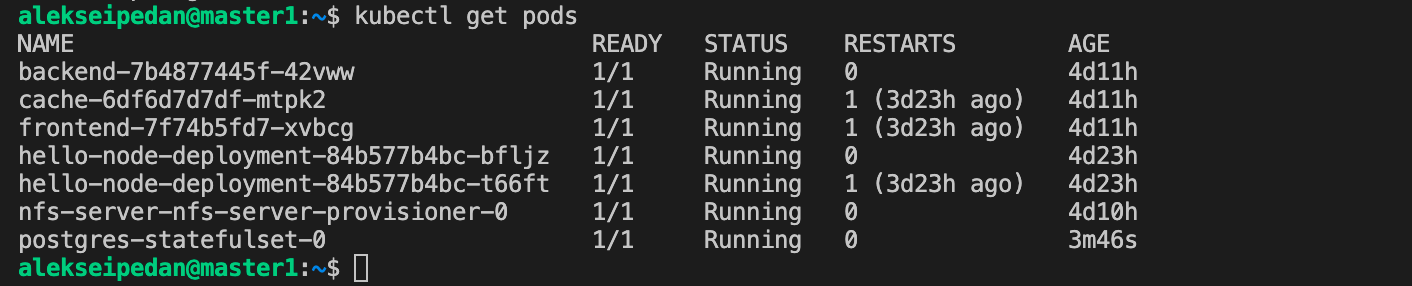 alekseipedan@master1:~$ kubectl get pods
NAME READY STATUS RESTARTS AGE
backend-7b4877445f-42vww 1/1 Running 0 4d11h
cache-6df6d7d7df-mtpk2 1/1 Running 1 (3d23h ago) 4d11h
frontend-7f74b5fd7-xvbcg 1/1 Running 1 (3d23h ago) 4d11h
hello-node-deployment-84b577b4bc-bfljz 1/1 Running 0 4d23h
hello-node-deployment-84b577b4bc-t66ft 1/1 Running 1 (3d23h ago) 4d23h
nfs-server-nfs-server-provisioner-0 1/1 Running 0 4d10h
postgres-statefulset-0 1/1 Running 0 3m46s
alekseipedan@master1:~$